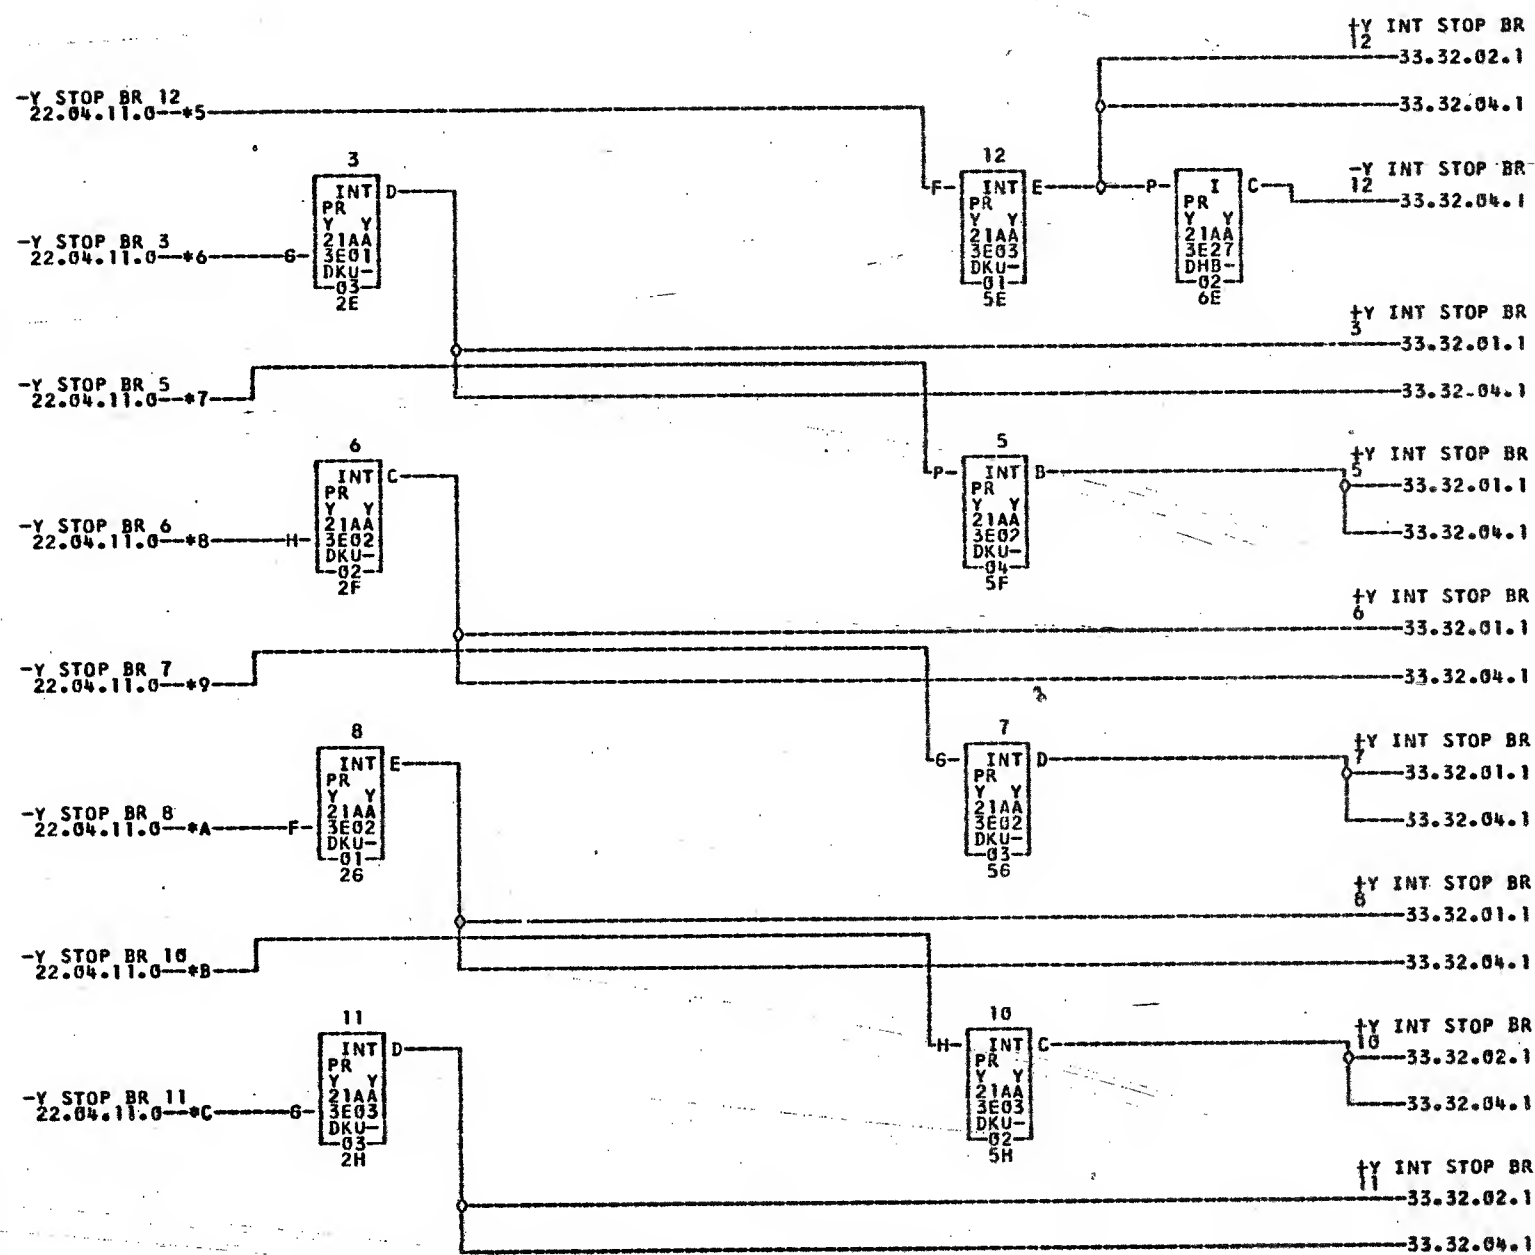 +Y INT STOP BR
12
33.32.02.1
-Y STOP BR 12
22.04.11.0--*5
33.32.04.1
3
INT D
PR
Y Y
21AA
3E01
DKU-
03
2E
-Y STOP BR 3
22.04.11.0--*6
G
12
F INT E
PR
Y Y
21AA
3E03
DKU-
01
5E
P I C
PR
Y Y
21AA
3E27
DHB-
02
6E
-Y INT STOP BR
12
33.32.04.1
+Y INT STOP BR
3
33.32.01.1
-Y STOP BR 5
22.04.11.0--*7
33.32.04.1
6
INT C
PR
Y Y
21AA
3E02
DKU-
02
2F
-Y STOP BR 6
22.04.11.0--*8
H
5
P INT B
PR
Y Y
21AA
3E02
DKU-
04
5F
+Y INT STOP BR
5
33.32.01.1
33.32.04.1
+Y INT STOP BR
6
33.32.01.1
-Y STOP BR 7
22.04.11.0--*9
33.32.04.1
8
INT E
PR
Y Y
21AA
3E02
DKU-
01
2G
-Y STOP BR 8
22.04.11.0--*A
F
7
G INT D
PR
Y Y
21AA
3E02
DKU-
03
5G
+Y INT STOP BR
7
33.32.01.1
33.32.04.1
+Y INT STOP BR
8
33.32.01.1
-Y STOP BR 10
22.04.11.0--*B
33.32.04.1
11
INT D
PR
Y Y
21AA
3E03
DKU-
03
2H
-Y STOP BR 11
22.04.11.0--*C
G
10
H INT C
PR
Y Y
21AA
3E03
DKU-
02
5H
+Y INT STOP BR
10
33.32.02.1
33.32.04.1
+Y INT STOP BR
11
33.32.02.1
33.32.04.1